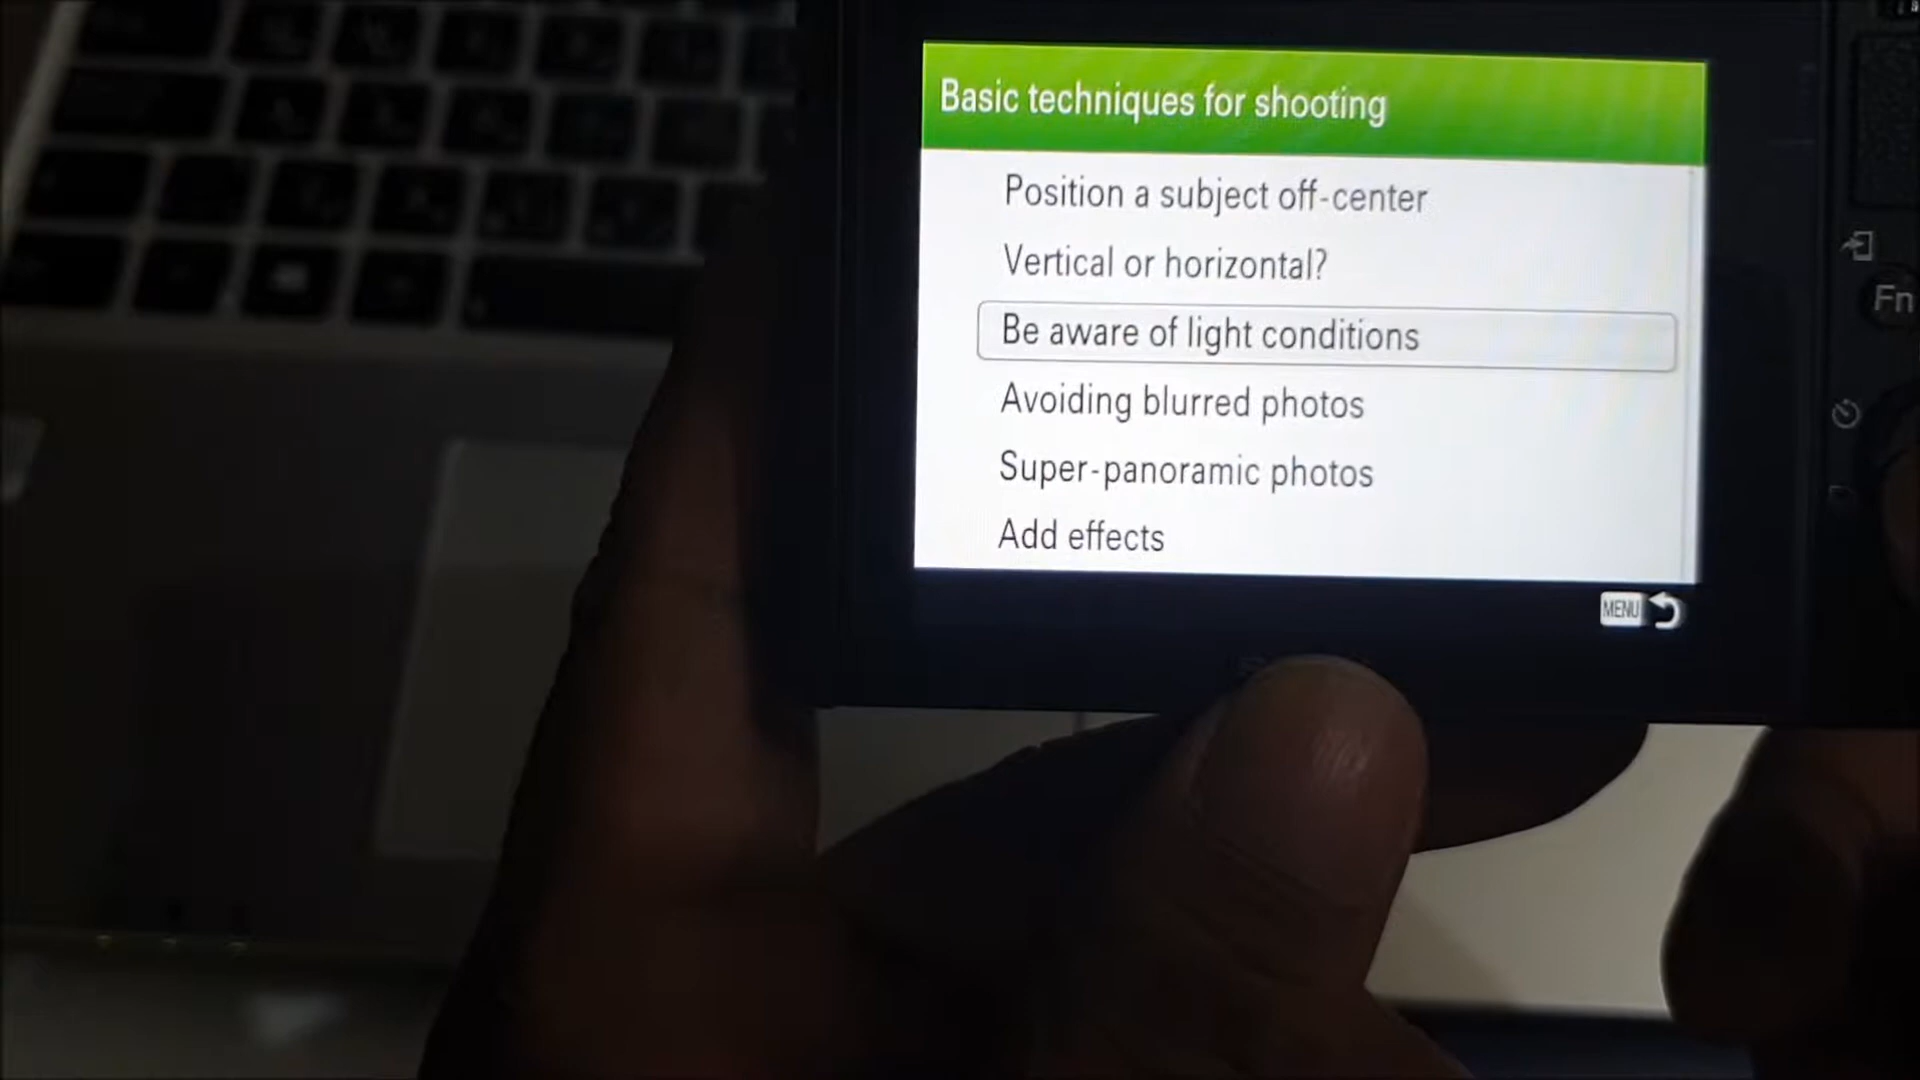 Basic techniques for shooting
Position a subject off-center
Vertical or horizontal?
Be aware of light conditions
Avoiding blurred photos
Super-panoramic photos
Add effects
MENU
Fn